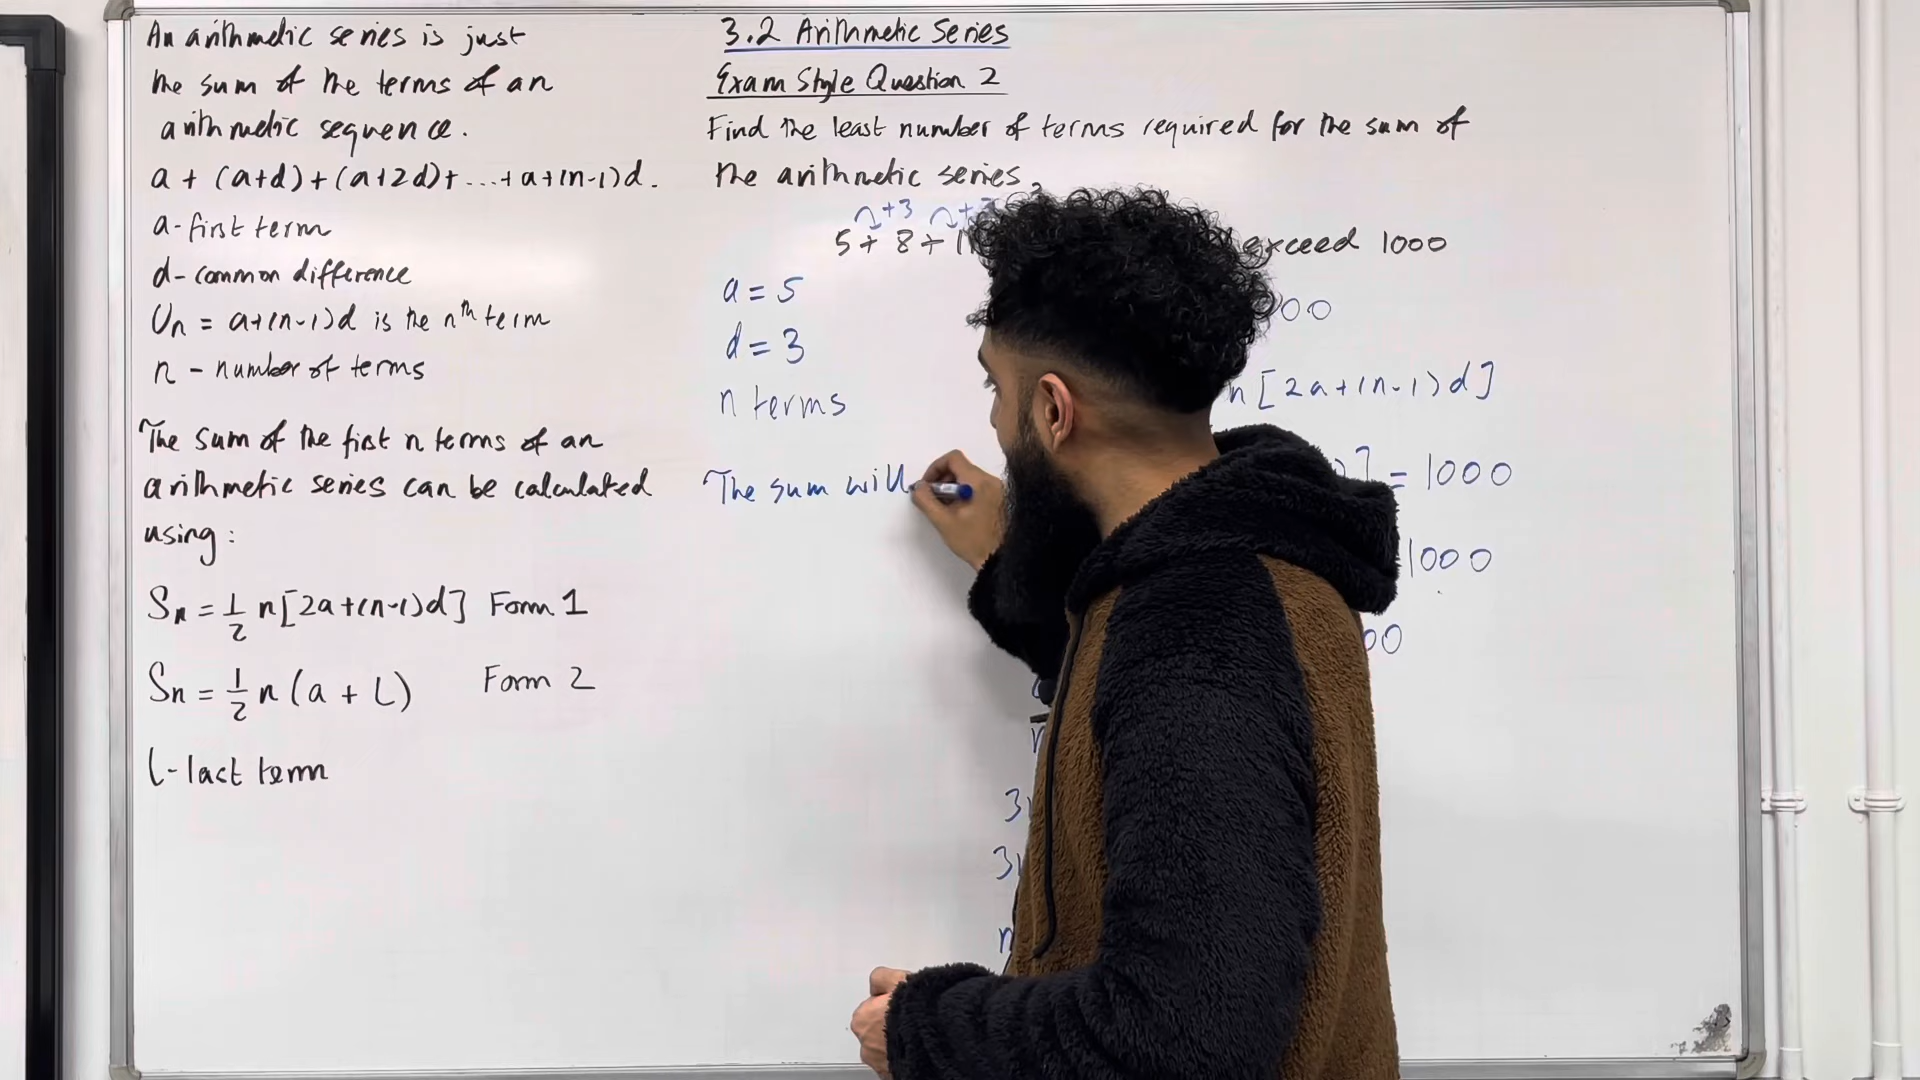 An arithmetic series is just
the sum of the terms of an
arithmetic sequence.
a + (a+d)+(a+2d)+...+a+(n-1)d.
a - first term
d - common difference
Un = a+(n-1)d is the nth term
n - number of terms
The sum of the first n terms of an
arithmetic series can be calculated
using:
Sn = 1/2 n[2a+(n-1)d] Form 1
Sn = 1/2 n (a + L) Form 2
L - last term
3.2 Arithmetic Series
Exam Style Question 2
Find the least number of terms required for the sum of
the arithmetic series,
+3
5 + 8 + exceed 1000
a = 5
d = 3
n terms
The sum will
n[2a+(n-1)d]
] = 1000
1000